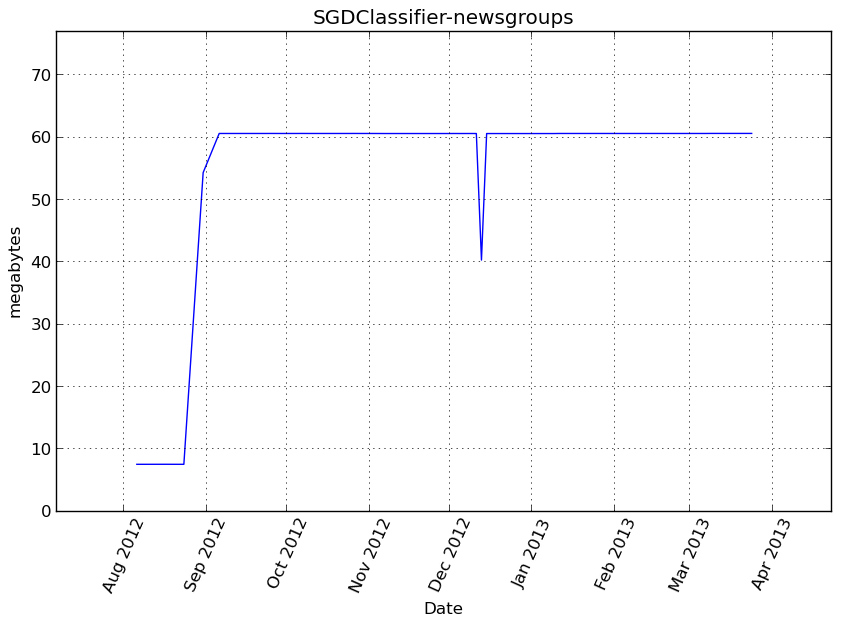 SGDClassifier-newsgroups
70
60
50
40
30
20
10
0
megabytes
Aug 2012
Sep 2012
Oct 2012
Nov 2012
Dec 2012
Jan 2013
Feb 2013
Mar 2013
Apr 2013
Date